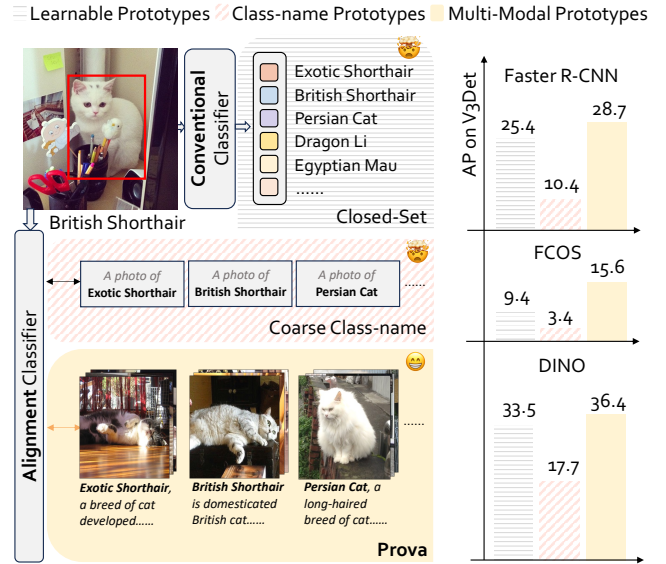 Learnable Prototypes Class-name Prototypes Multi-Modal Prototypes
Conventional
Classifier
Exotic Shorthair
British Shorthair
Persian Cat
Dragon Li
Egyptian Mau
......
Closed-Set
British Shorthair
Alignment Classifier
A photo of
Exotic Shorthair
A photo of
British Shorthair
A photo of
Persian Cat
......
Coarse Class-name
......
Exotic Shorthair,
a breed of cat
developed......
British Shorthair
is domesticated
British cat......
Persian Cat, a
long-haired
breed of cat......
Prova
AP on V3Det
Faster R-CNN
25.4
10.4
28.7
FCOS
9.4
3.4
15.6
DINO
33.5
17.7
36.4